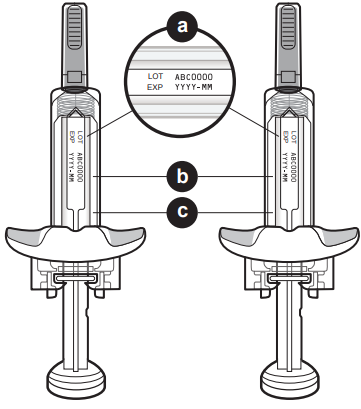 a
LOT ABC0000
EXP YYYY-MM
LOT ABC0000
EXP YYYY-MM
LOT ABC0000
EXP YYYY-MM
b
c